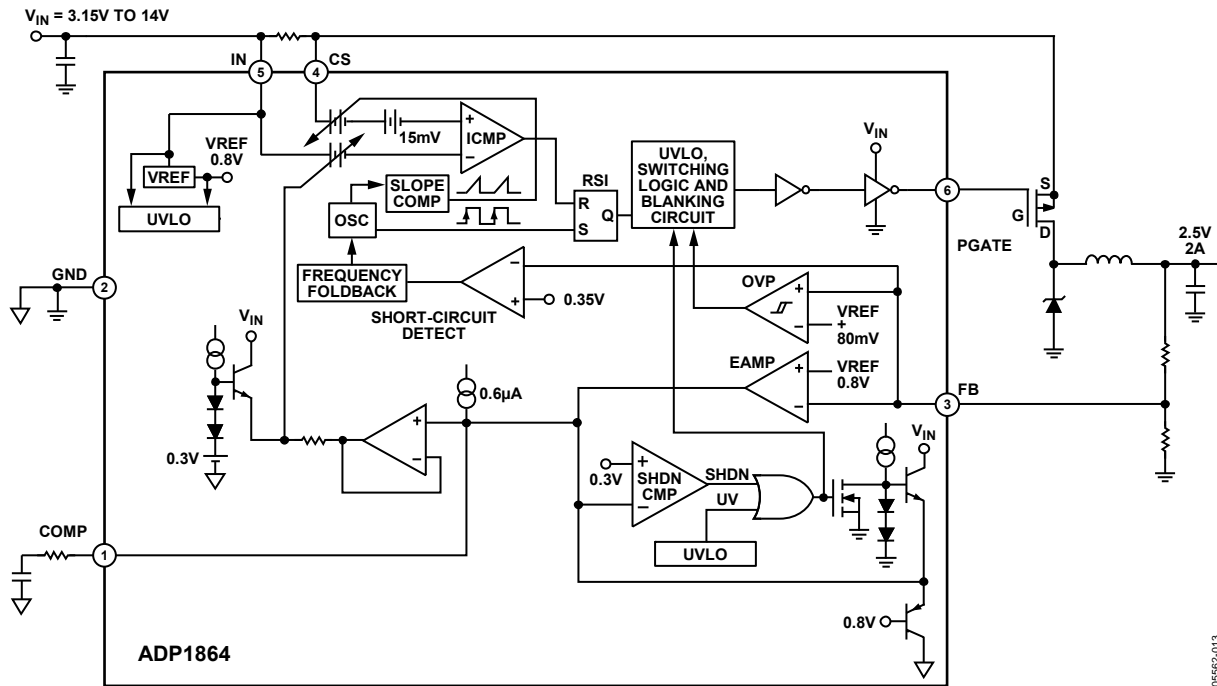 VIN = 3.15V TO 14V
IN
CS
5
4
15mV
+
ICMP
–
VREF
0.8V
VREF
UVLO
SLOPE
COMP
OSC
RSI
R
S
Q
UVLO,
SWITCHING
LOGIC AND
BLANKING
CIRCUIT
VIN
6
PGATE
S
G
D
2.5V
2A
GND
2
FREQUENCY
FOLDBACK
–
+
0.35V
SHORT-CIRCUIT
DETECT
OVP
+
–
VREF
+
80mV
EAMP
+
–
VREF
0.8V
3
FB
VIN
0.3V
0.6µA
+
–
0.3V
+
SHDN
CMP
–
SHDN
UV
UVLO
VIN
COMP
1
0.8V
ADP1864
05562-013